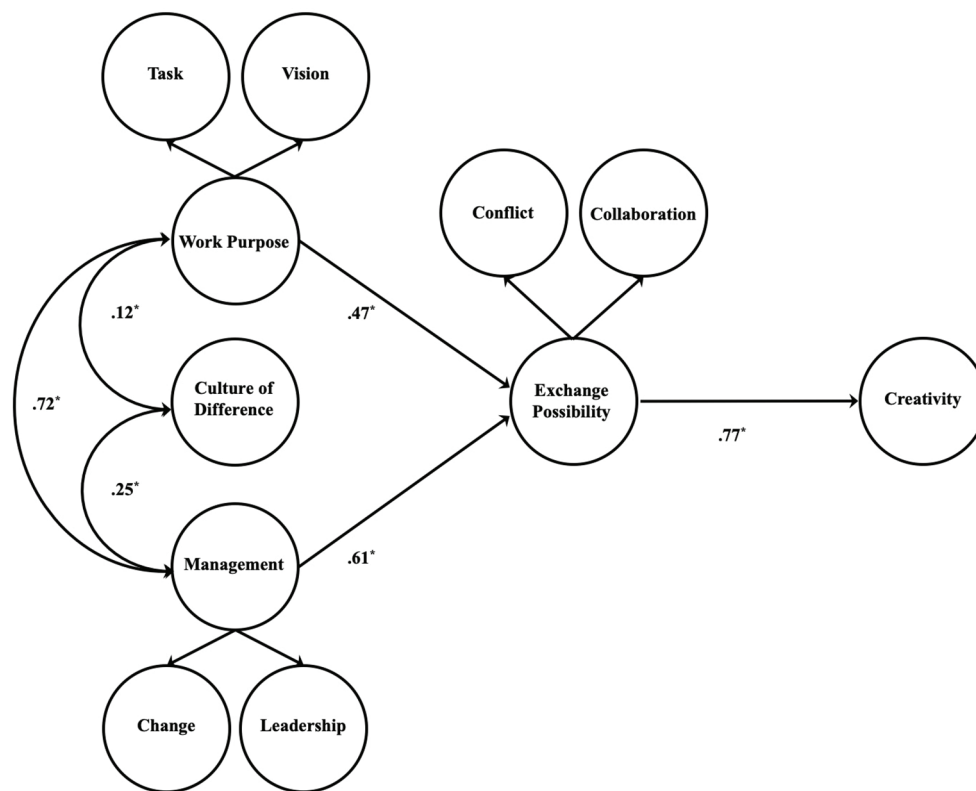 Task
Vision
Work Purpose
Conflict
Collaboration
.12*
.47*
Culture of
Difference
.72*
Exchange
Possibility
Creativity
.77*
.25*
Management
.61*
Change
Leadership